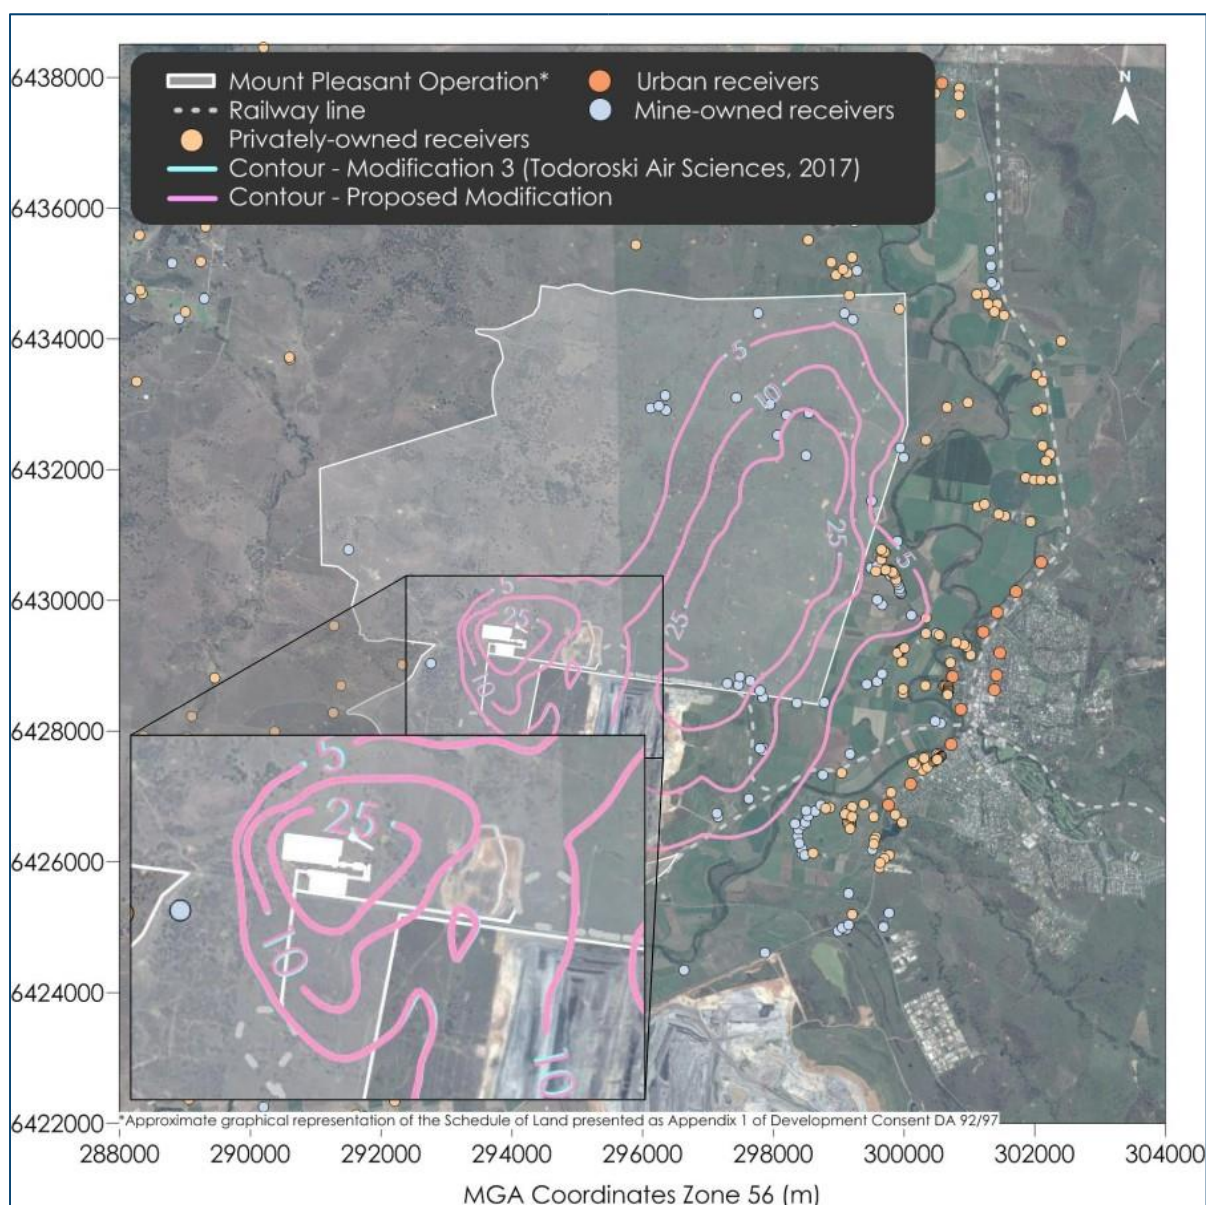 Mount Pleasant Operation*
Urban receivers
Railway line
Mine-owned receivers
Privately-owned receivers
Contour - Modification 3 (Todoroski Air Sciences, 2017)
Contour - Proposed Modification
N
6438000
6436000
6434000
6432000
6430000
6428000
6426000
6424000
6422000
5
10
25
5
25
5
25
10
5
25
10
10
*Approximate graphical representation of the Schedule of Land presented as Appendix 1 of Development Consent DA 92/97
288000 290000 292000 294000 296000 298000 300000 302000 304000
MGA Coordinates Zone 56 (m)